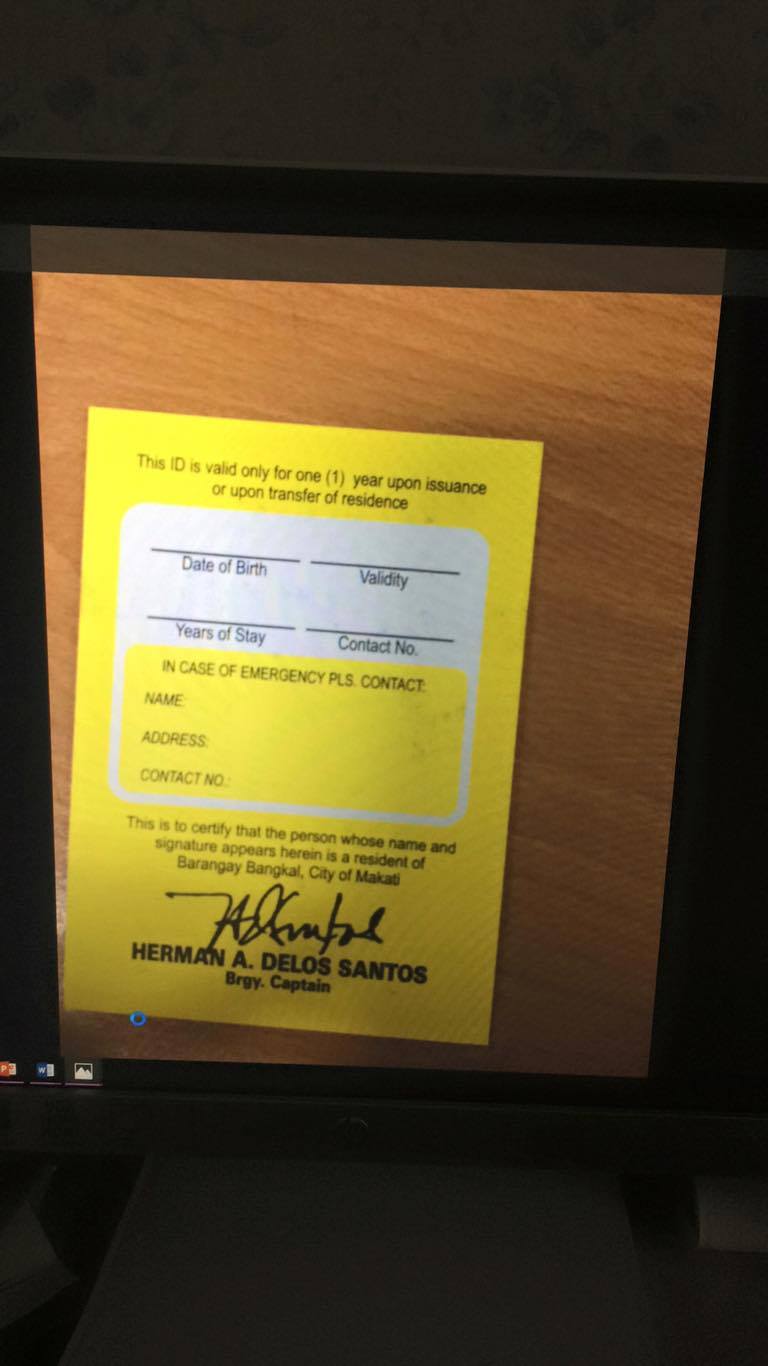 This ID is valid only for one (1) year upon issuance
or upon transfer of residence
Date of Birth
Validity
Years of Stay
Contact No.
IN CASE OF EMERGENCY PLS. CONTACT:
NAME:
ADDRESS:
CONTACT NO.:
This is to certify that the person whose name and
signature appears herein is a resident of
Barangay Bangkal, City of Makati
HERMAN A. DELOS SANTOS
Brgy. Captain